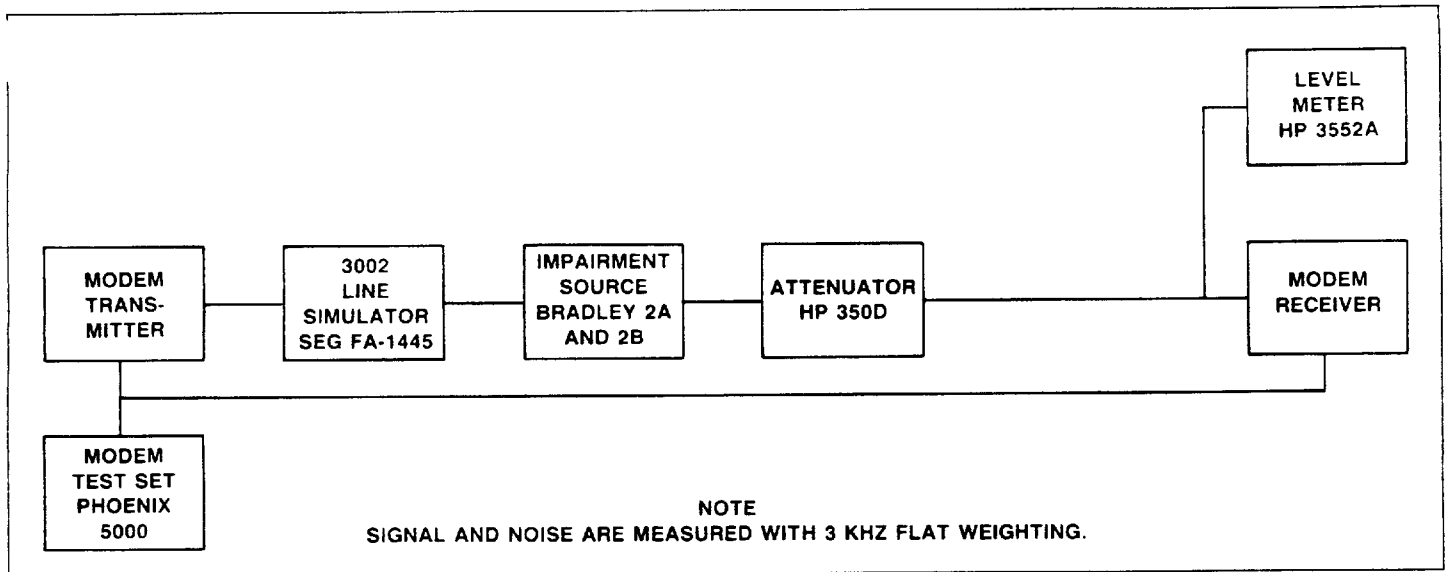 LEVEL
METER
HP 3552A
MODEM
TRANS-
MITTER
3002
LINE
SIMULATOR
SEG FA-1445
IMPAIRMENT
SOURCE
BRADLEY 2A
AND 2B
ATTENUATOR
HP 350D
MODEM
RECEIVER
MODEM
TEST SET
PHOENIX
5000
NOTE
SIGNAL AND NOISE ARE MEASURED WITH 3 KHZ FLAT WEIGHTING.